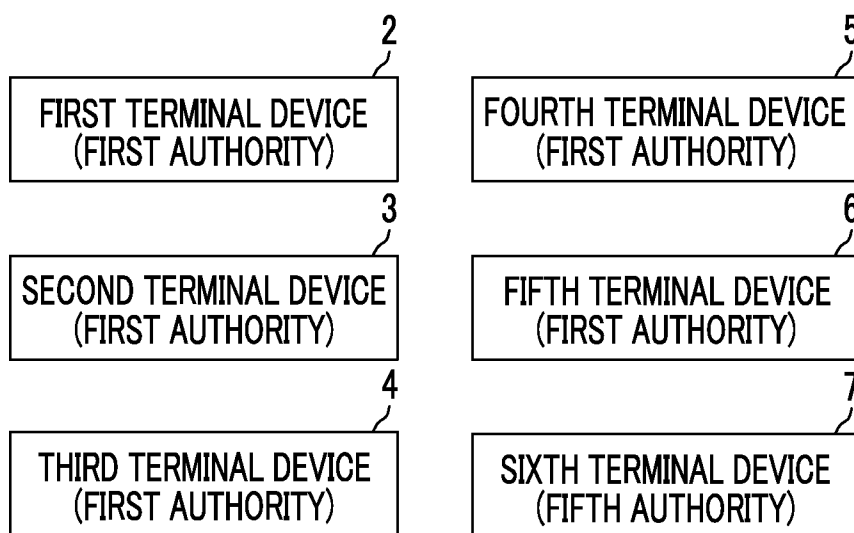 2
FIRST TERMINAL DEVICE
(FIRST AUTHORITY)
3
SECOND TERMINAL DEVICE
(FIRST AUTHORITY)
4
THIRD TERMINAL DEVICE
(FIRST AUTHORITY)
5
FOURTH TERMINAL DEVICE
(FIRST AUTHORITY)
6
FIFTH TERMINAL DEVICE
(FIRST AUTHORITY)
7
SIXTH TERMINAL DEVICE
(FIFTH AUTHORITY)